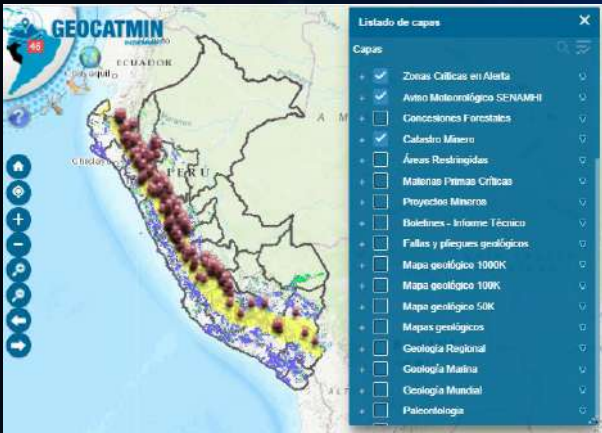 GEOCATMIN
46
ECUADOR
PERÚ
Listado de capas
Capas
Zonas Críticas en Alerta
Aviso Meteorológico SENAMHI
Concesiones Forestales
Catastro Minero
Áreas Restringidas
Materias Primas Críticas
Proyectos Mineros
Boletines - Informe Técnico
Fallas y pliegues geológicos
Mapa geológico 1000K
Mapa geológico 100K
Mapa geológico 50K
Mapas geológicos
Geología Regional
Geología Marina
Geología Mundial
Paleontología